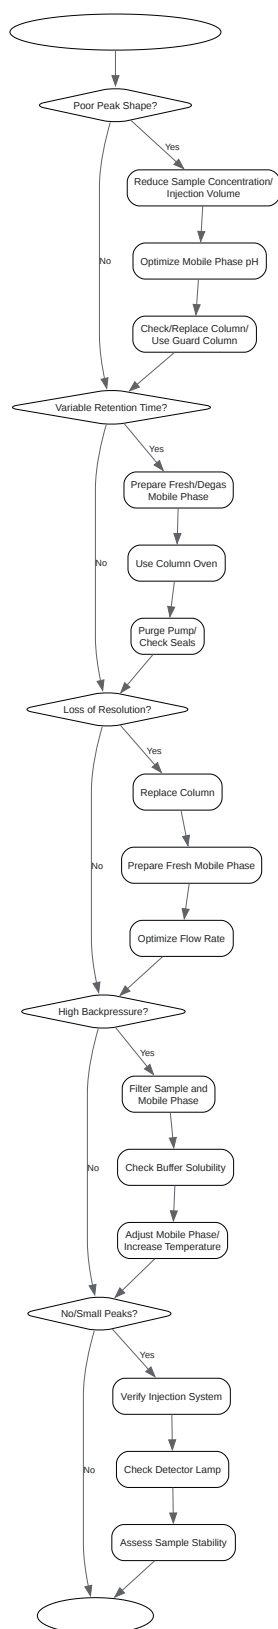 Poor Peak Shape?
Yes
Reduce Sample Concentration/
Injection Volume
Optimize Mobile Phase pH
No
Check/Replace Column/
Use Guard Column
Variable Retention Time?
Yes
Prepare Fresh/Degas
Mobile Phase
No
Use Column Oven
Purge Pump/
Check Seals
Loss of Resolution?
Yes
Replace Column
No
Prepare Fresh Mobile Phase
Optimize Flow Rate
High Backpressure?
Yes
Filter Sample and
Mobile Phase
No
Check Buffer Solubility
Adjust Mobile Phase/
Increase Temperature
No/Small Peaks?
Yes
Verify Injection System
No
Check Detector Lamp
Assess Sample Stability